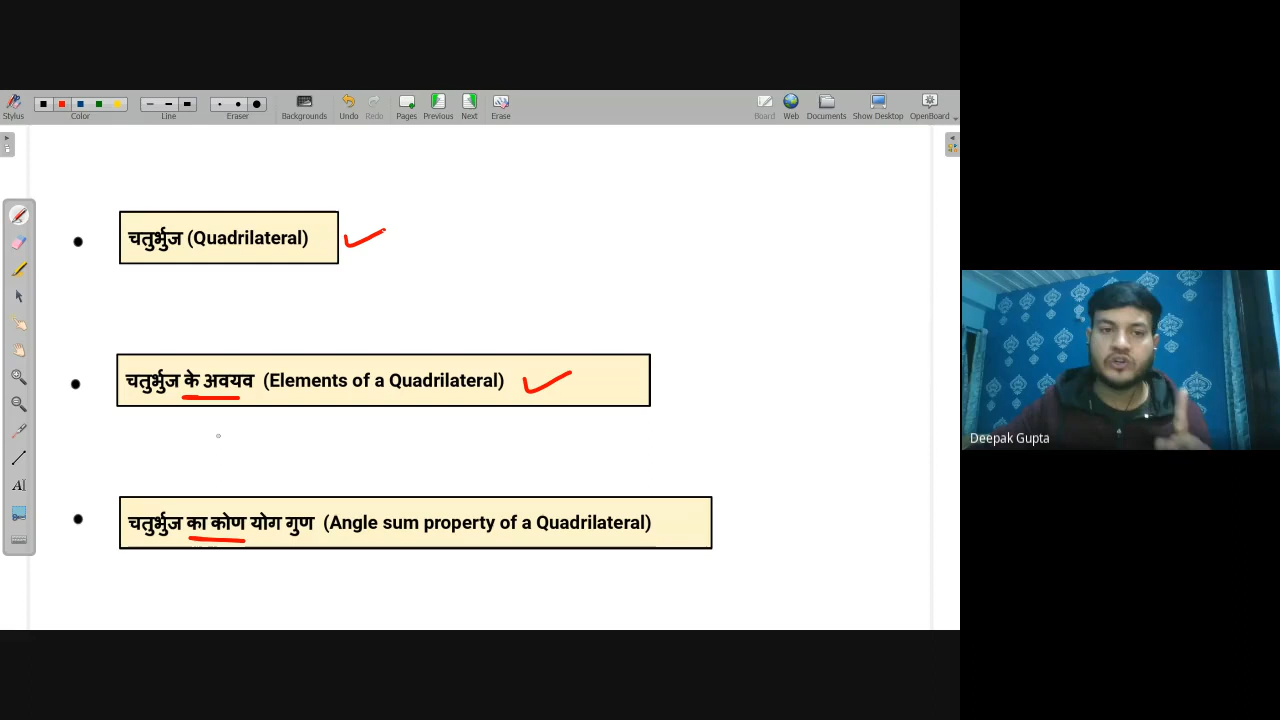 Stylus
Color
Line
Eraser
Backgrounds
Undo
Redo
Pages
Previous
Next
Erase
Board
Web
Documents
Show Desktop
OpenBoard
चतुर्भुज (Quadrilateral)
चतुर्भुज के अवयव (Elements of a Quadrilateral)
चतुर्भुज का कोण योग गुण (Angle sum property of a Quadrilateral)
Deepak Gupta